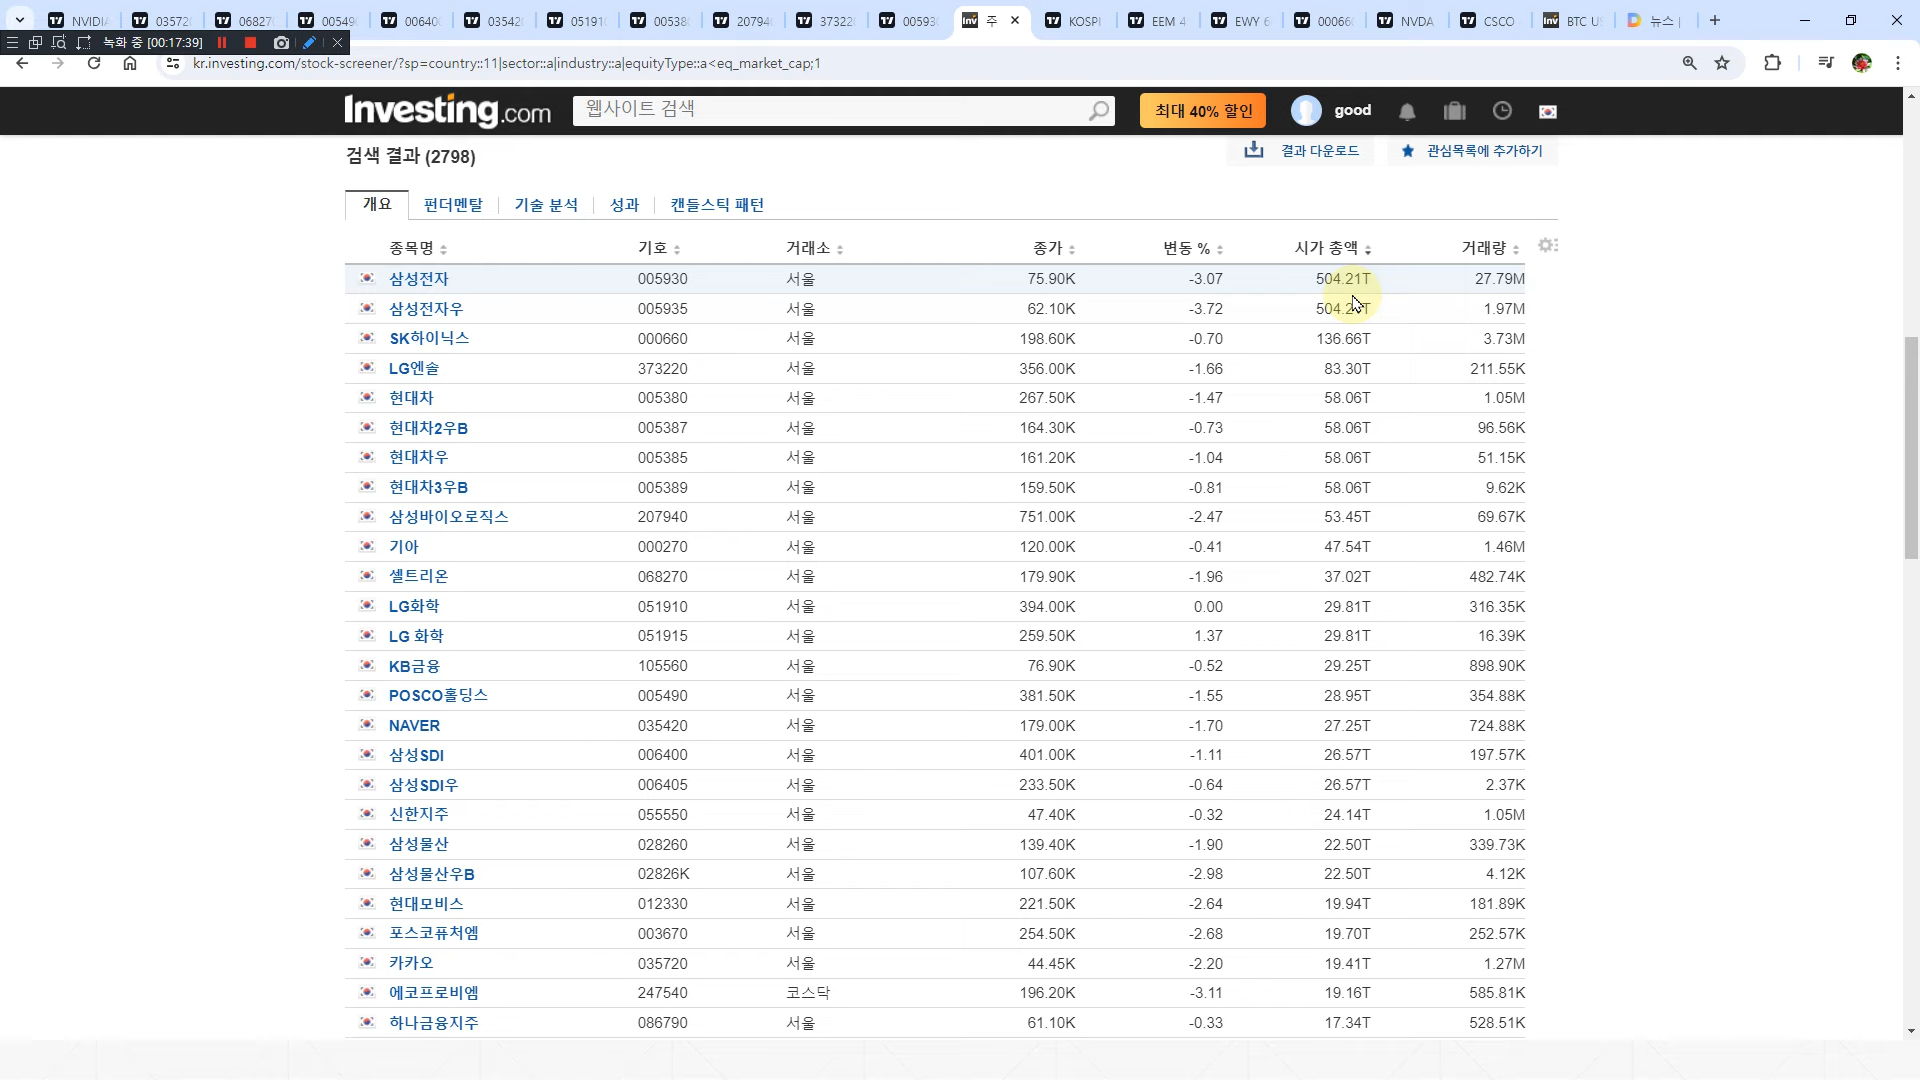 NVIDI 03572 06827 00549 00640 03542 05191 00538 20794 37322 00593 주 KOSPI EEM 4 EWY 6 00066 NVDA CSCO BTC U 뉴스 |
녹화 중 [00:17:39]
kr.investing.com/stock-screener/?sp=country::11|sector::a|industry::a|equityType::a<eq_market_cap;1
Investing.com 웹사이트 검색 최대 40% 할인 good
검색 결과 (2798) 결과 다운로드 관심목록에 추가하기
개요 펀더멘탈 기술 분석 성과 캔들스틱 패턴
종목명 기호 거래소 종가 변동 % 시가 총액 거래량
삼성전자 005930 서울 75.90K -3.07 504.21T 27.79M
삼성전자우 005935 서울 62.10K -3.72 504.21T 1.97M
SK하이닉스 000660 서울 198.60K -0.70 136.66T 3.73M
LG엔솔 373220 서울 356.00K -1.66 83.30T 211.55K
현대차 005380 서울 267.50K -1.47 58.06T 1.05M
현대차2우B 005387 서울 164.30K -0.73 58.06T 96.56K
현대차우 005385 서울 161.20K -1.04 58.06T 51.15K
현대차3우B 005389 서울 159.50K -0.81 58.06T 9.62K
삼성바이오로직스 207940 서울 751.00K -2.47 53.45T 69.67K
기아 000270 서울 120.00K -0.41 47.54T 1.46M
셀트리온 068270 서울 179.90K -1.96 37.02T 482.74K
LG화학 051910 서울 394.00K 0.00 29.81T 316.35K
LG 화학 051915 서울 259.50K 1.37 29.81T 16.39K
KB금융 105560 서울 76.90K -0.52 29.25T 898.90K
POSCO홀딩스 005490 서울 381.50K -1.55 28.95T 354.88K
NAVER 035420 서울 179.00K -1.70 27.25T 724.88K
삼성SDI 006400 서울 401.00K -1.11 26.57T 197.57K
삼성SDI우 006405 서울 233.50K -0.64 26.57T 2.37K
신한지주 055550 서울 47.40K -0.32 24.14T 1.05M
삼성물산 028260 서울 139.40K -1.90 22.50T 339.73K
삼성물산우B 02826K 서울 107.60K -2.98 22.50T 4.12K
현대모비스 012330 서울 221.50K -2.64 19.94T 181.89K
포스코퓨처엠 003670 서울 254.50K -2.68 19.70T 252.57K
카카오 035720 서울 44.45K -2.20 19.41T 1.27M
에코프로비엠 247540 코스닥 196.20K -3.11 19.16T 585.81K
하나금융지주 086790 서울 61.10K -0.33 17.34T 528.51K